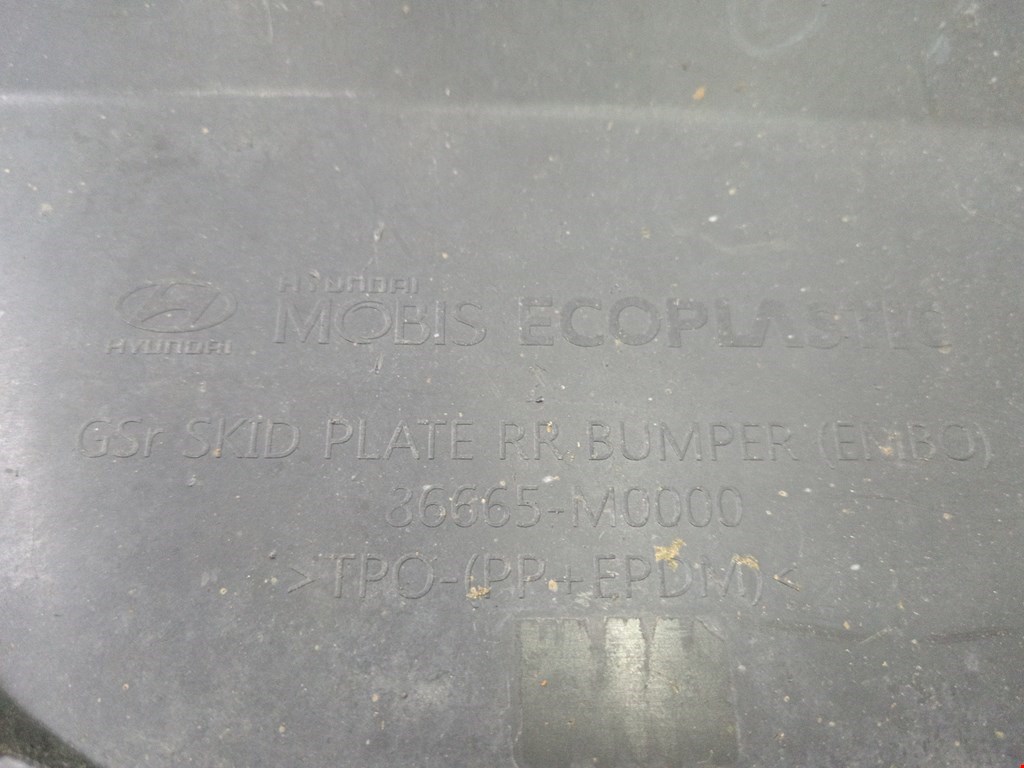 HYUNDAI
HYUNDAI
MOBIS ECOPLASTIC
GSr SKID PLATE RR BUMPER (EMBO)
86665-M0000
>TPO-(PP+EPDM)<